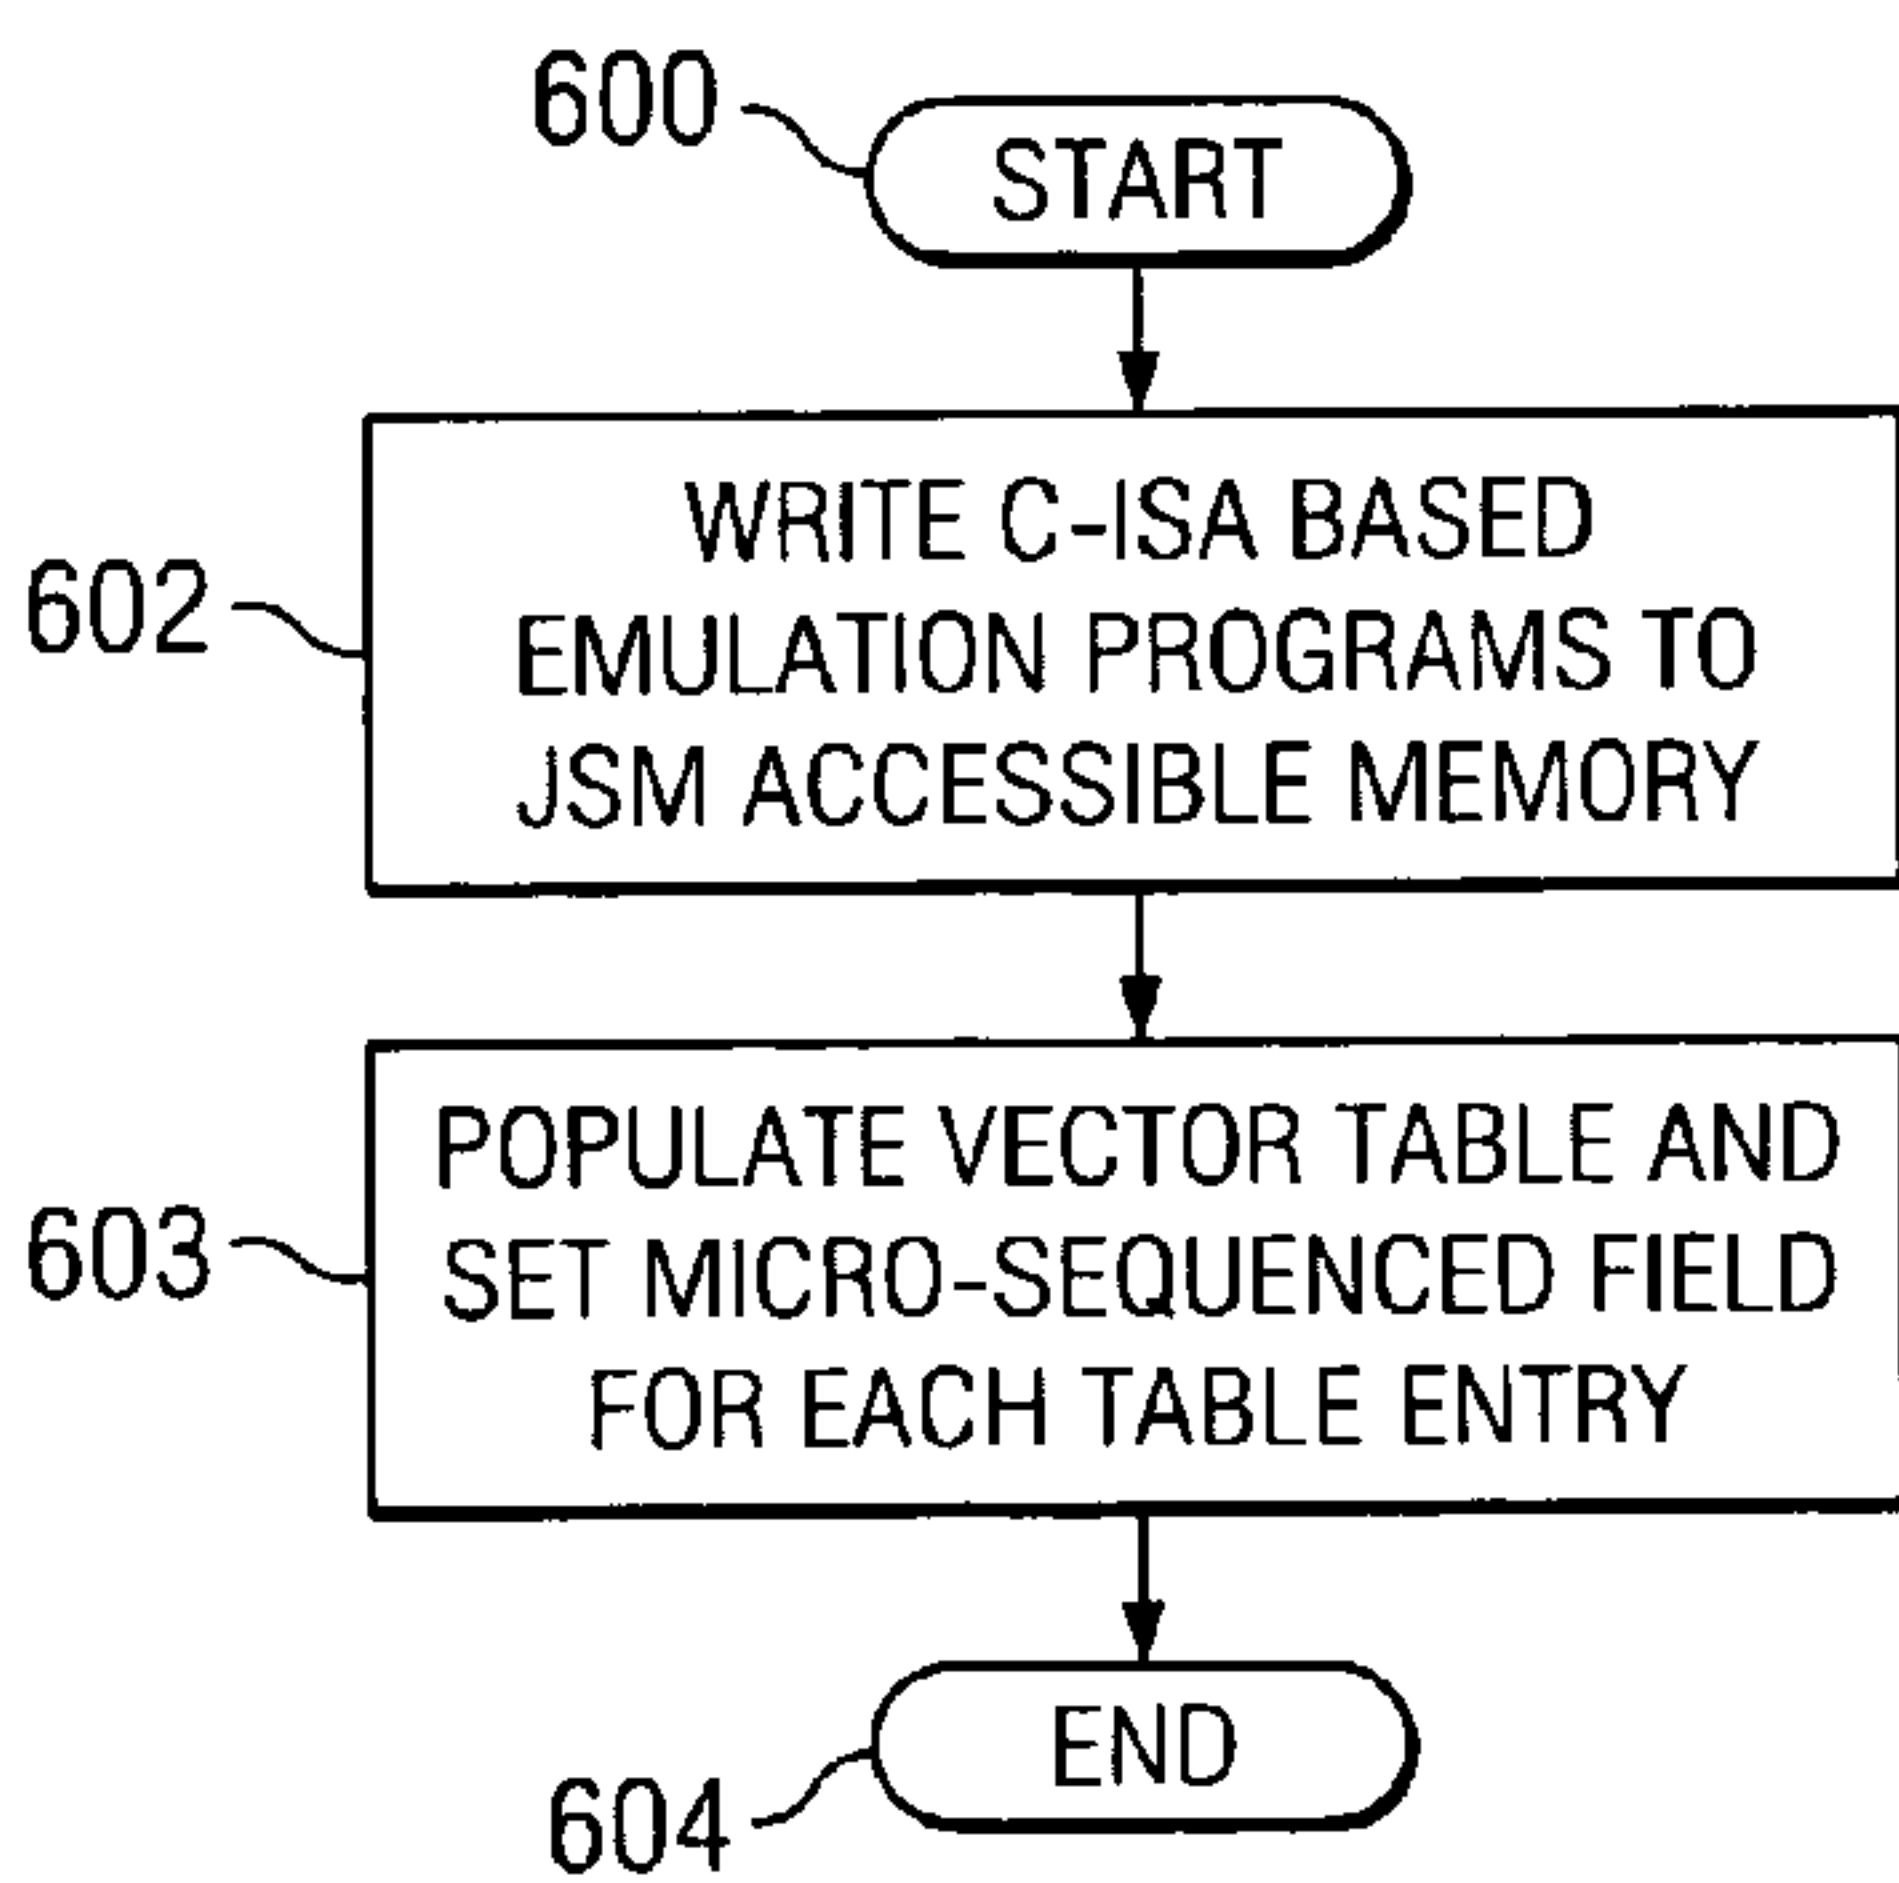 600
START
602
WRITE C-ISA BASED
EMULATION PROGRAMS TO
JSM ACCESSIBLE MEMORY
603
POPULATE VECTOR TABLE AND
SET MICRO-SEQUENCED FIELD
FOR EACH TABLE ENTRY
END
604